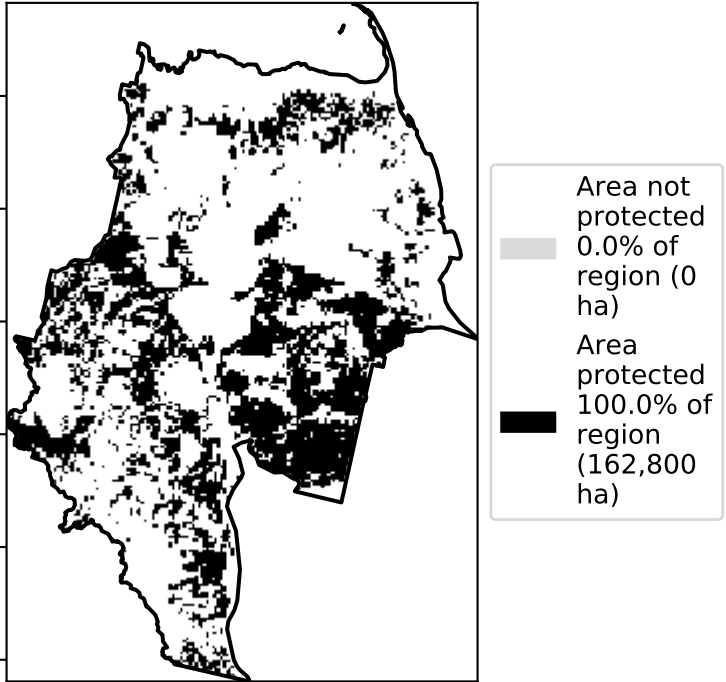 Area not
protected
0.0% of
region (0
ha)
Area
protected
100.0% of
region
(162,800
ha)